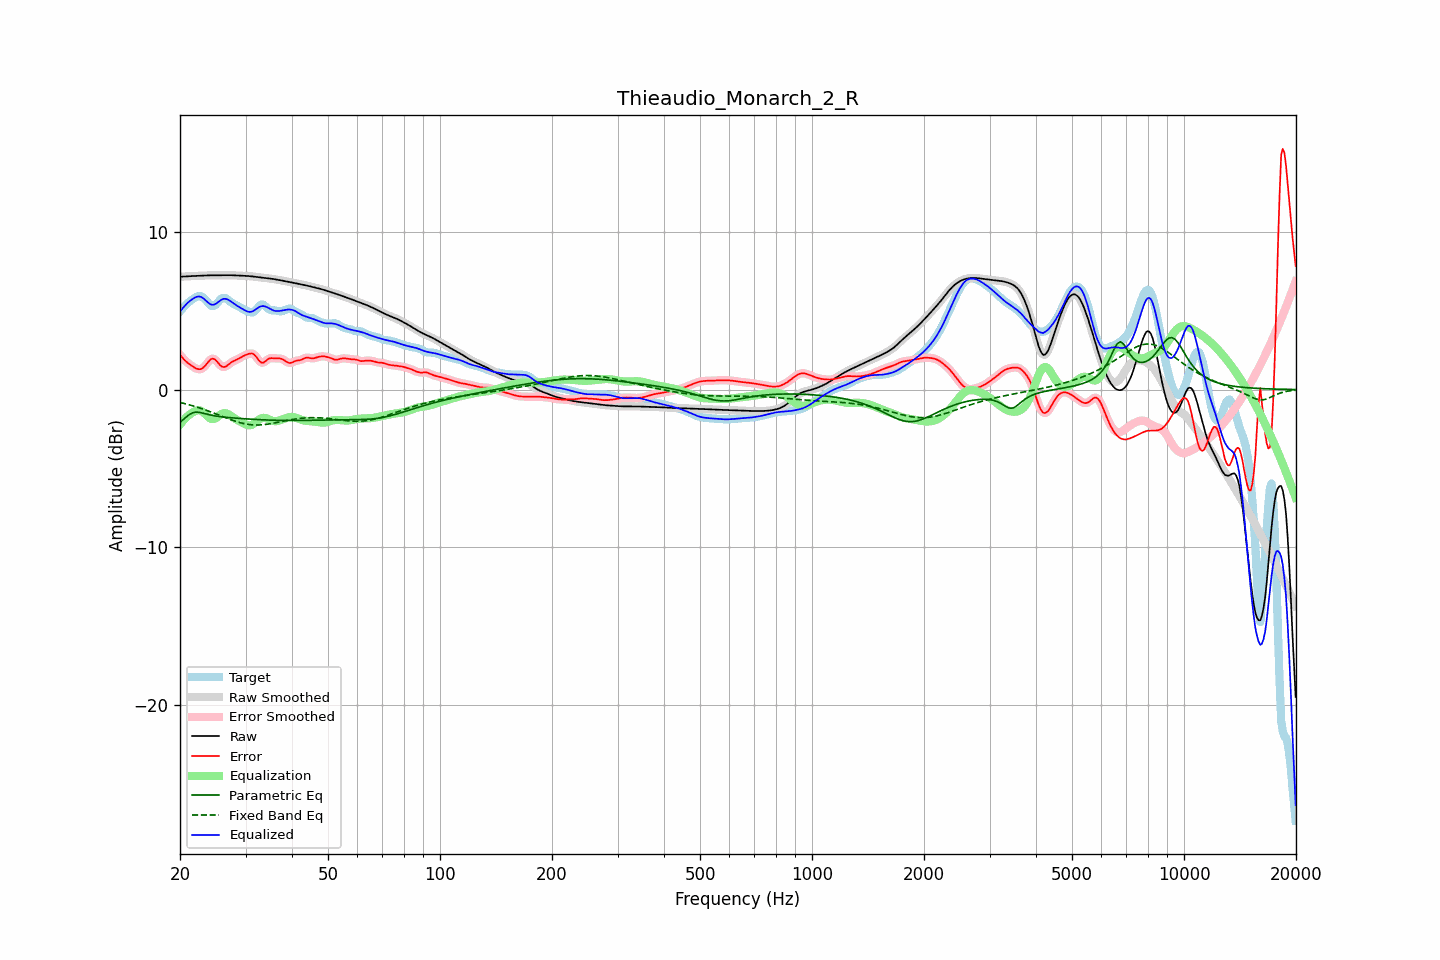 Thieaudio_Monarch_2_R
Amplitude (dBr)
10
0
−10
−20
Target
Raw Smoothed
Error Smoothed
Raw
Error
Equalization
Parametric Eq
Fixed Band Eq
Equalized
20 50 100 200 500 1000 2000 5000 10000 20000
Frequency (Hz)